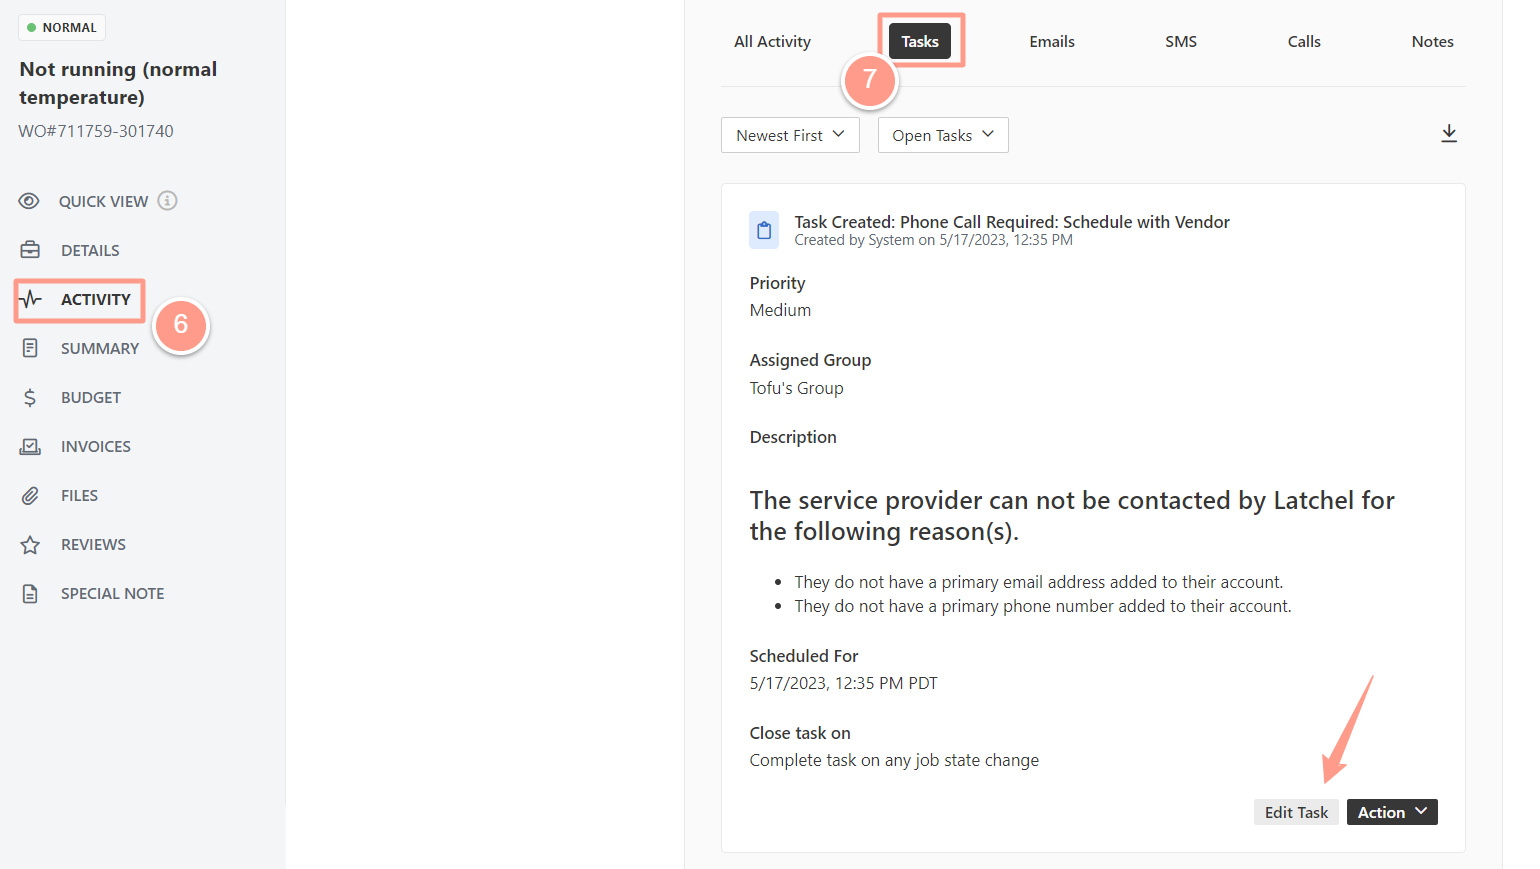 NORMAL
Not running (normal
temperature)
WO#711759-301740
QUICK VIEW
DETAILS
ACTIVITY
6
SUMMARY
BUDGET
INVOICES
FILES
REVIEWS
SPECIAL NOTE
All Activity
Tasks
Emails
SMS
Calls
Notes
7
Newest First
Open Tasks
Task Created: Phone Call Required: Schedule with Vendor
Created by System on 5/17/2023, 12:35 PM
Priority
Medium
Assigned Group
Tofu's Group
Description
The service provider can not be contacted by Latchel for
the following reason(s).
• They do not have a primary email address added to their account.
• They do not have a primary phone number added to their account.
Scheduled For
5/17/2023, 12:35 PM PDT
Close task on
Complete task on any job state change
Edit Task
Action